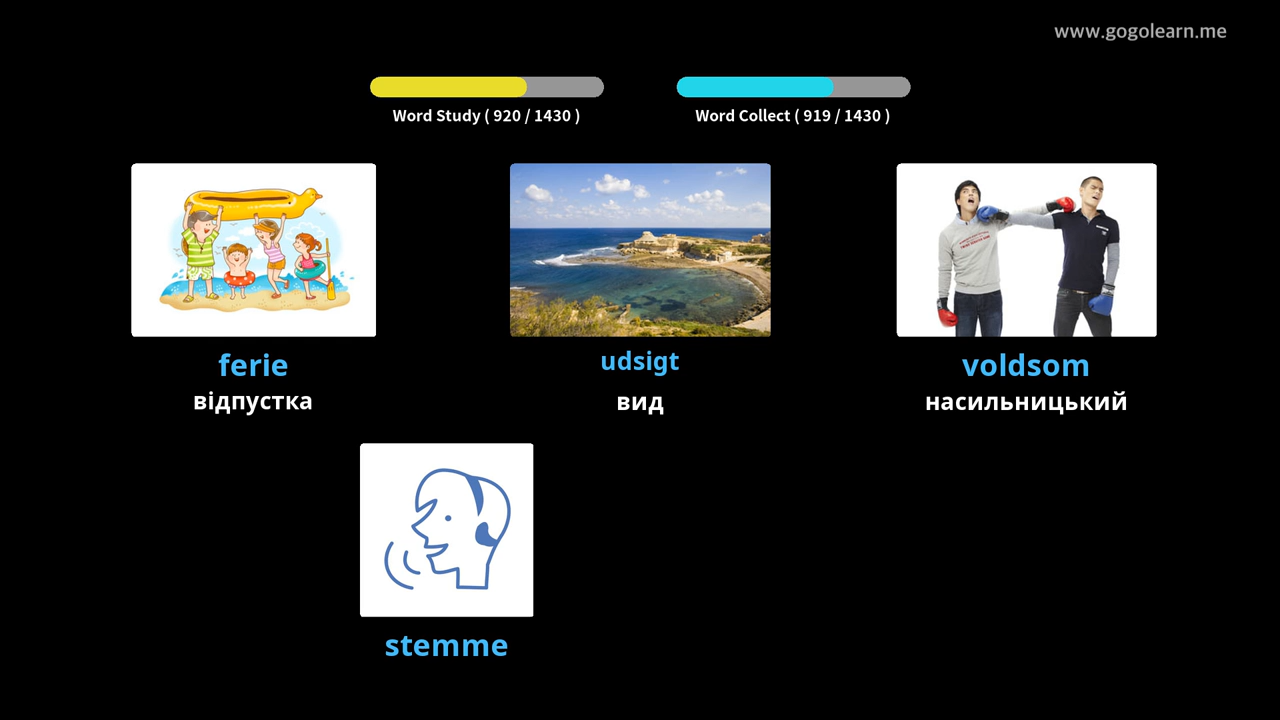 www.gogolearn.me
Word Study ( 920 / 1430 )
Word Collect ( 919 / 1430 )
ferie
udsigt
voldsom
відпустка
вид
насильницький
stemme